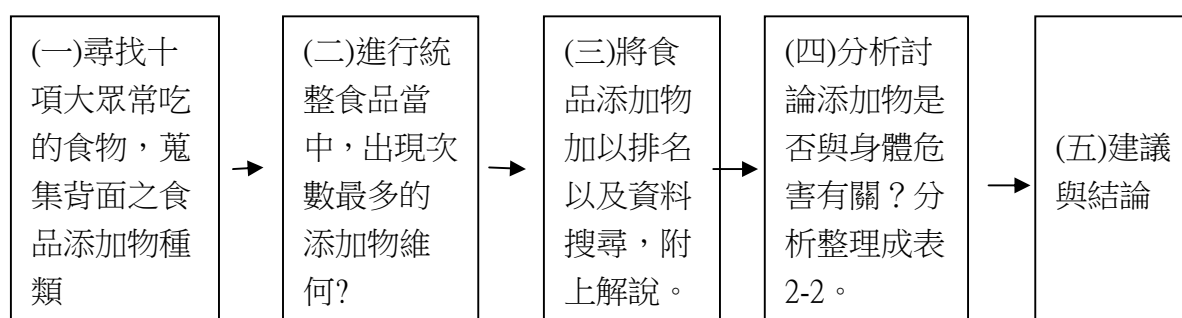 (一)尋找十
項大眾常吃
的食物，蒐
集背面之食
品添加物種
類
(二)進行統
整食品當
中，出現次
數最多的
添加物維
何?
(三)將食
品添加物
加以排名
以及資料
搜尋，附
上解說。
(四)分析討
論添加物是
否與身體危
害有關？分
析整理成表
2-2。
(五)建議
與結論